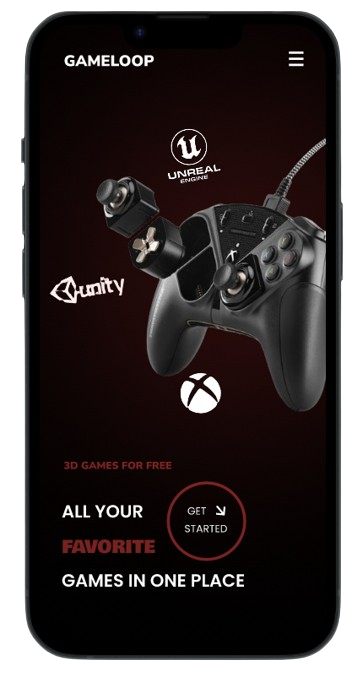 GAMELOOP
UNREAL
ENGINE
unity
3D GAMES FOR FREE
ALL YOUR
FAVORITE
GET
STARTED
GAMES IN ONE PLACE